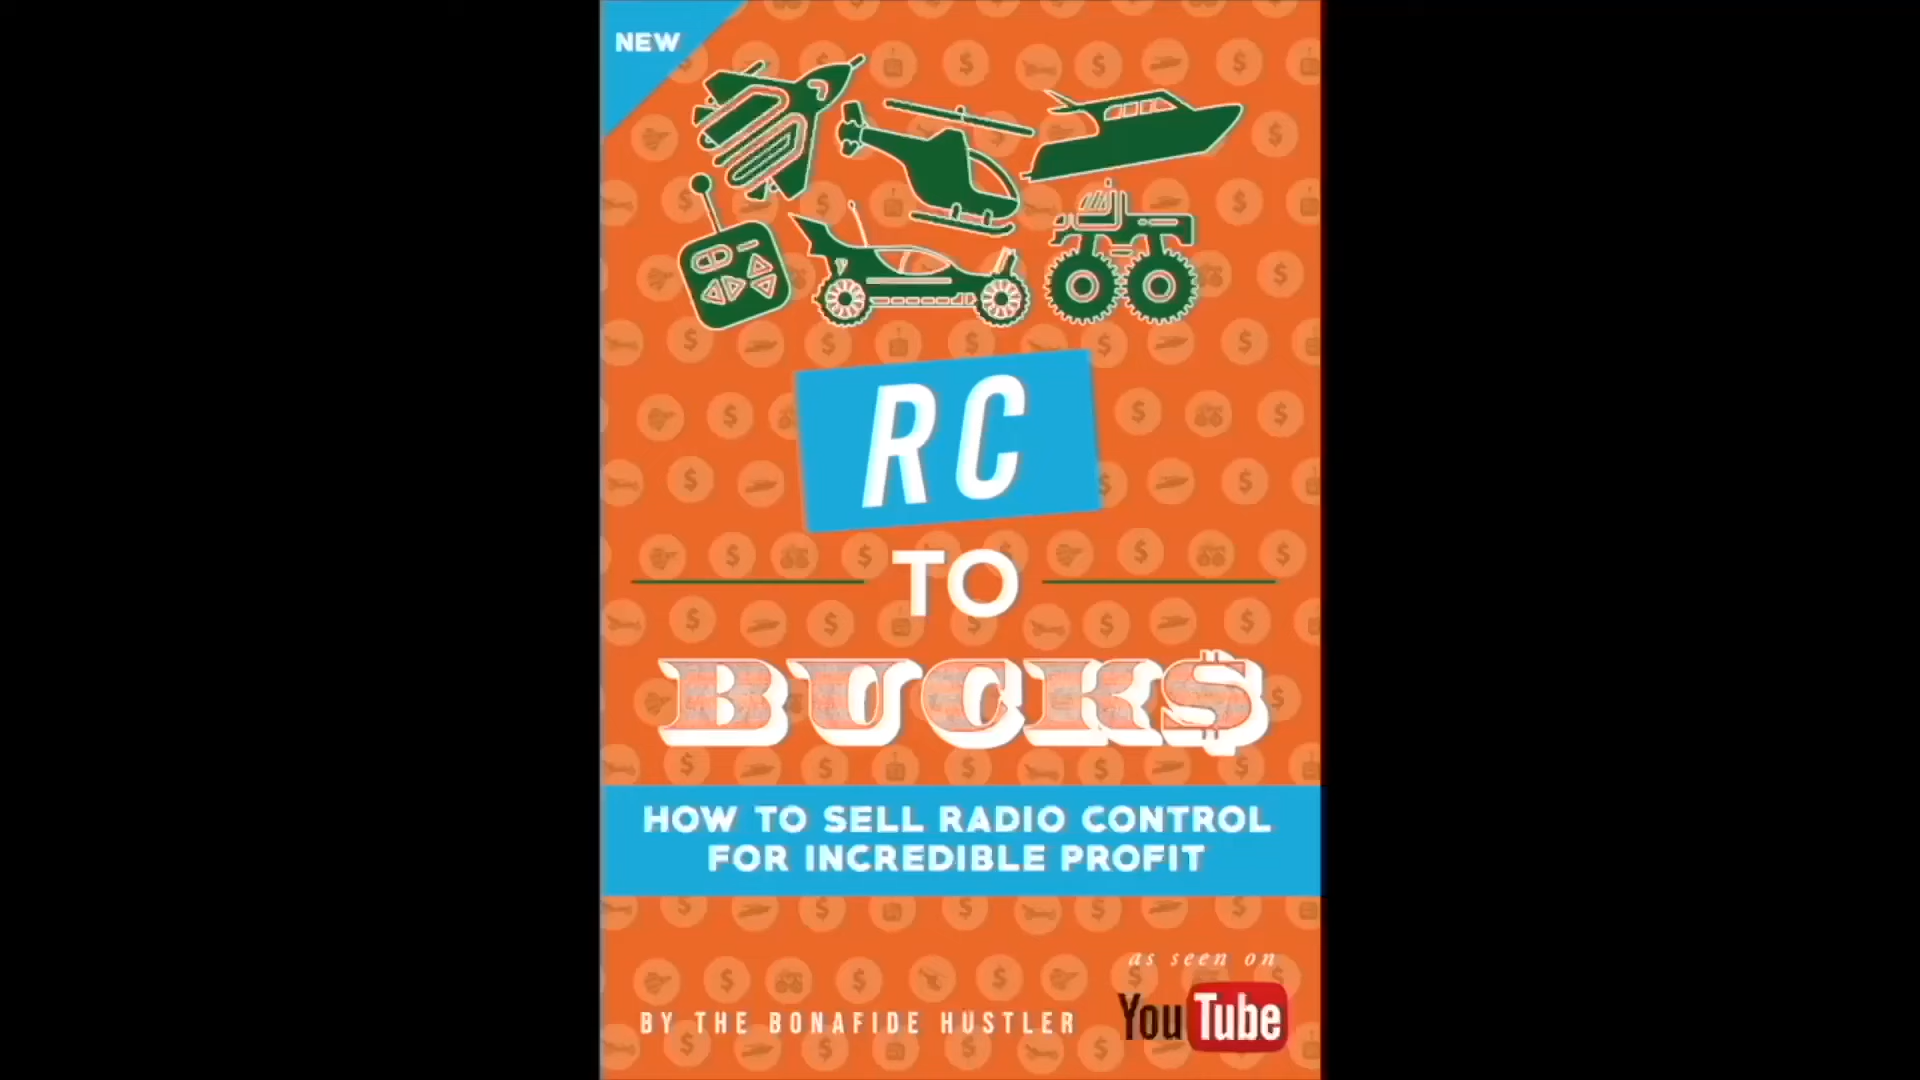 NEW
RC
TO
BUCK$
HOW TO SELL RADIO CONTROL
FOR INCREDIBLE PROFIT
as seen on
BY THE BONAFIDE HUSTLER
YouTube